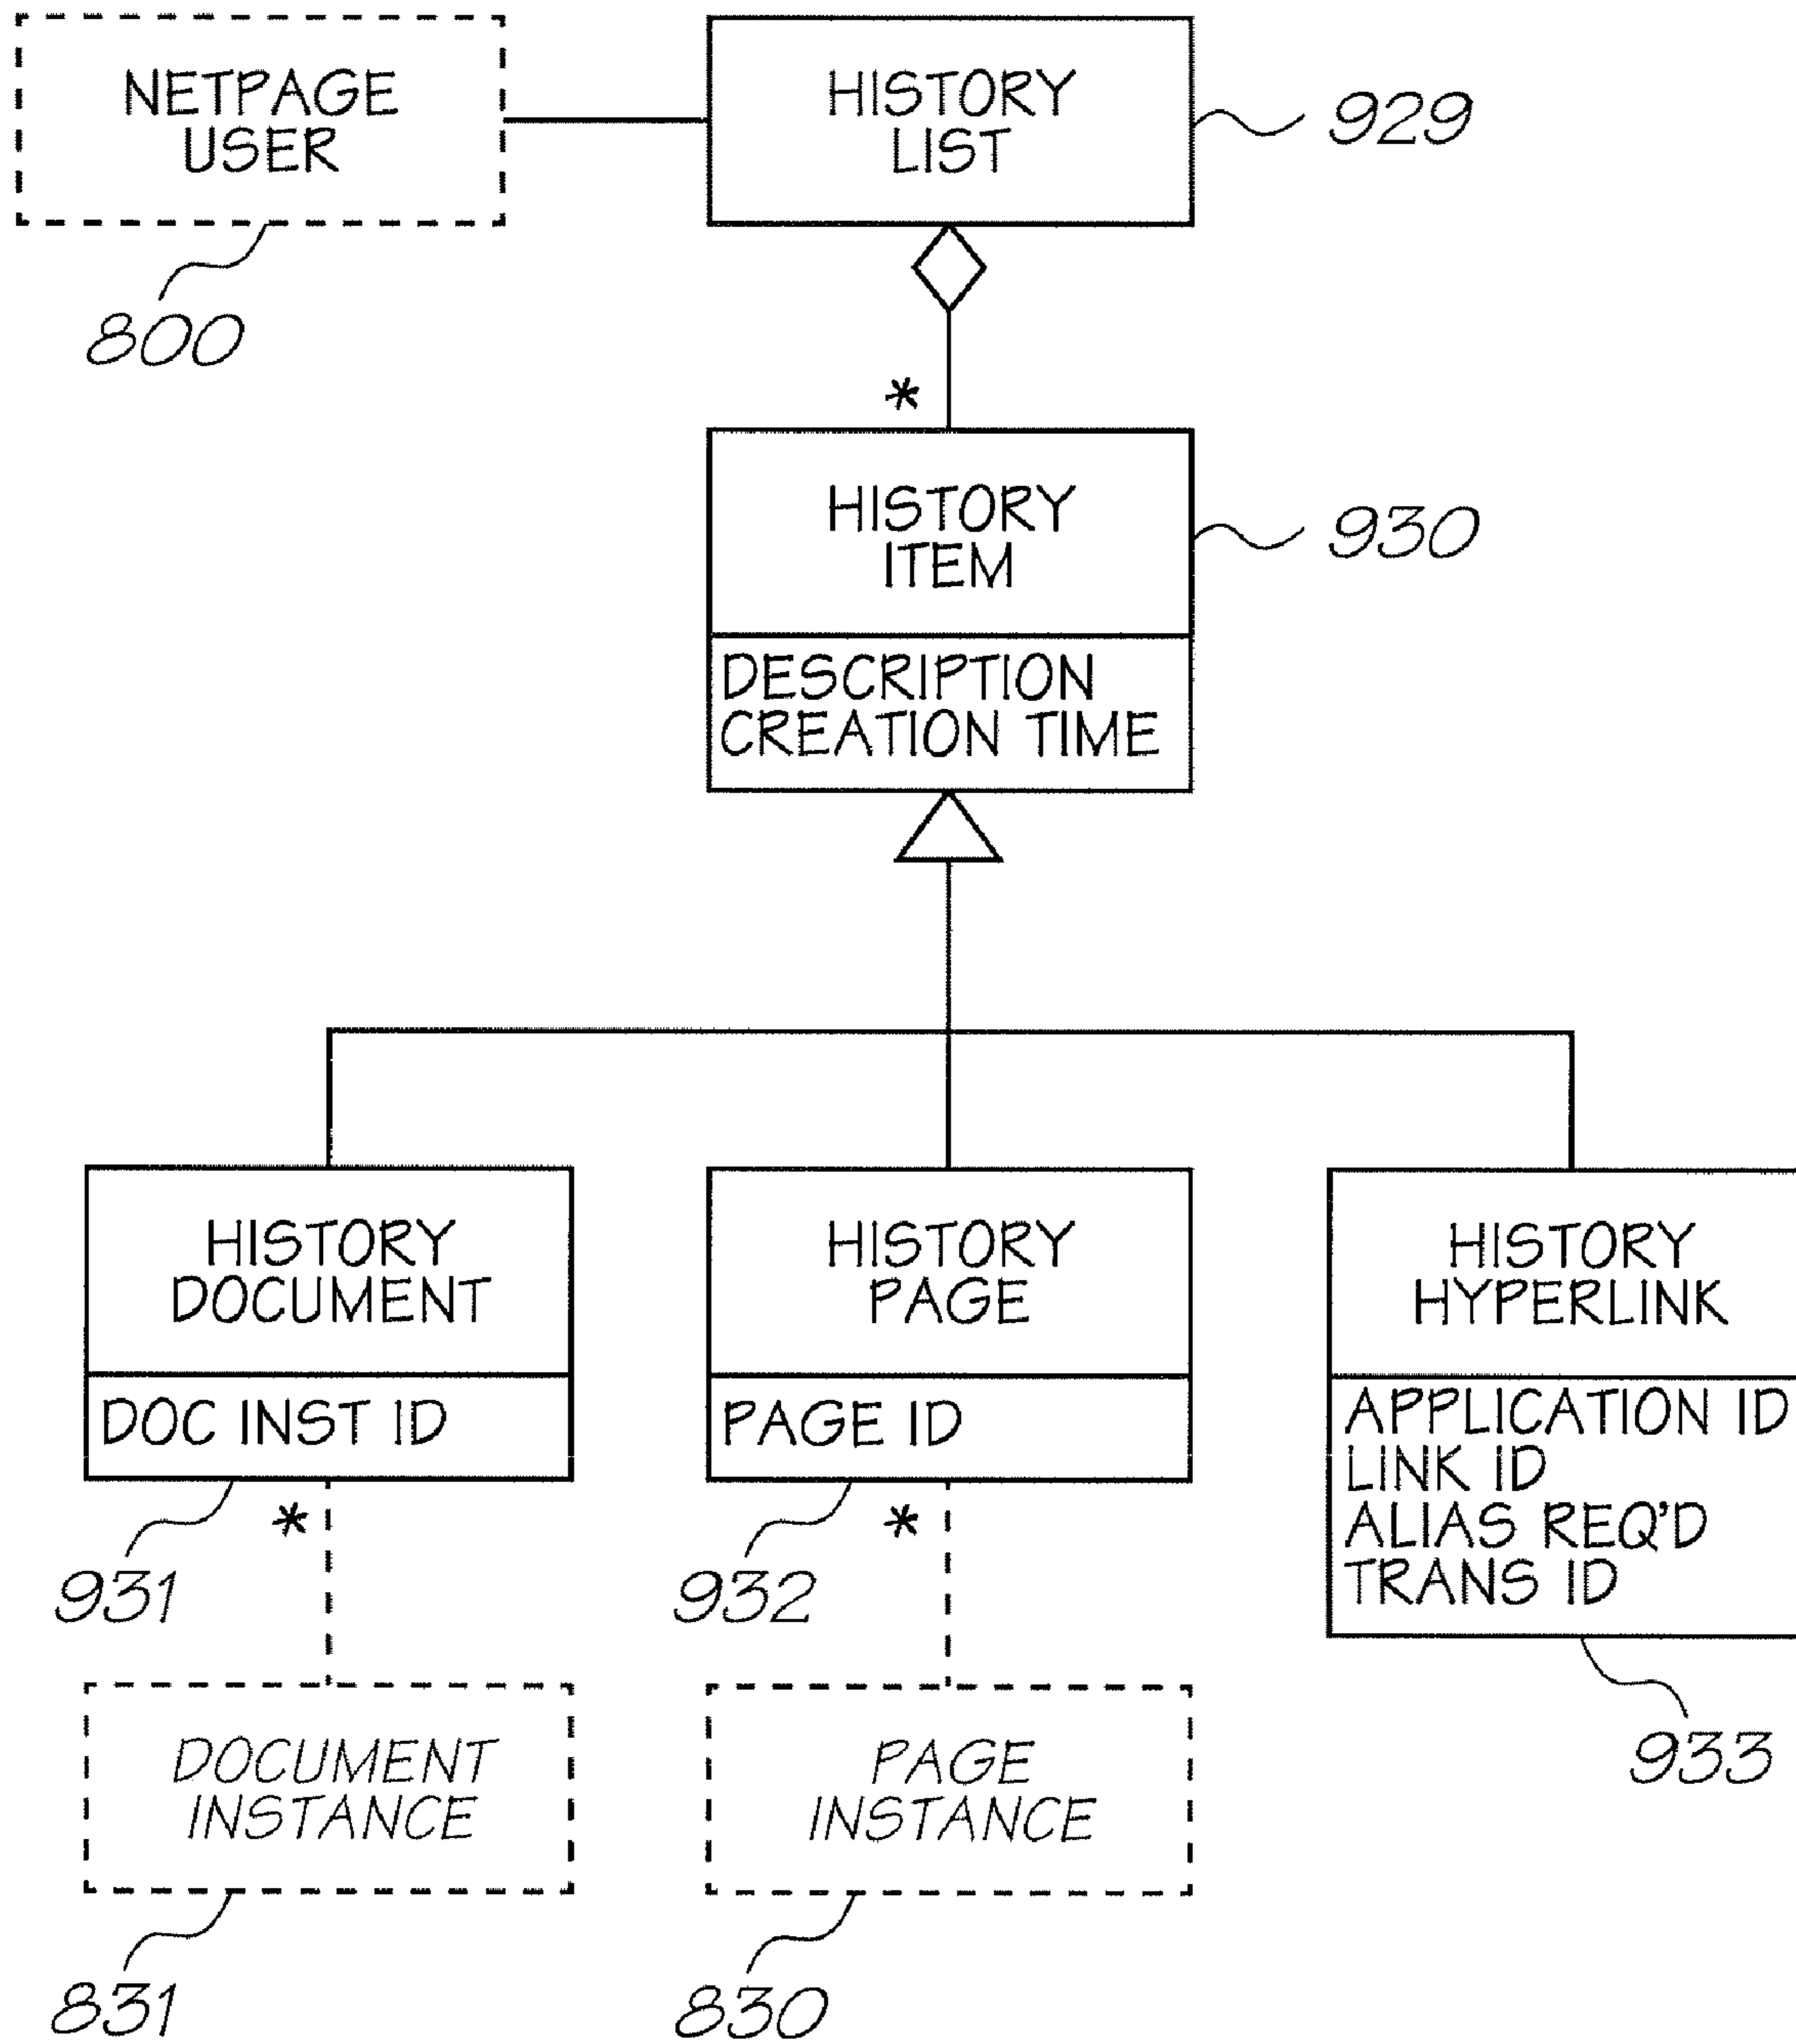 NETPAGE
USER
HISTORY
LIST
929
800
*
HISTORY
ITEM
930
DESCRIPTION
CREATION TIME
HISTORY
DOCUMENT
DOC INST ID
HISTORY
PAGE
PAGE ID
HISTORY
HYPERLINK
APPLICATION ID
LINK ID
ALIAS REQ'D
TRANS ID
*
*
931
932
933
DOCUMENT
INSTANCE
PAGE
INSTANCE
831
830